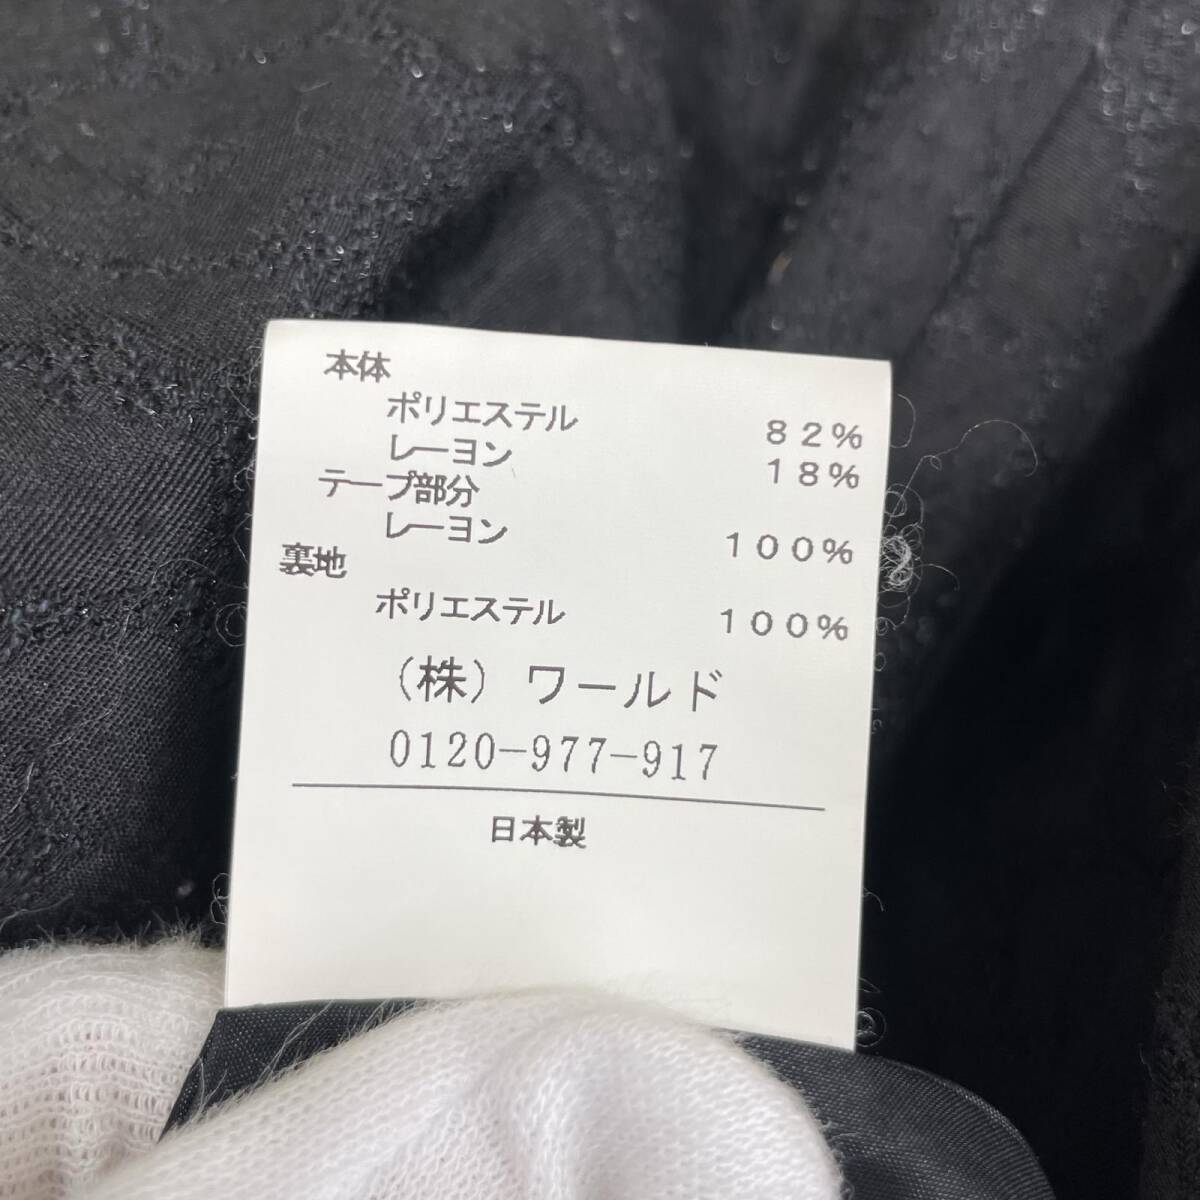 本体
ポリエステル ８２％
レーヨン １８％
テープ部分
レーヨン １００％
裏地
ポリエステル １００％
（株）ワールド
0120-977-917
日本製